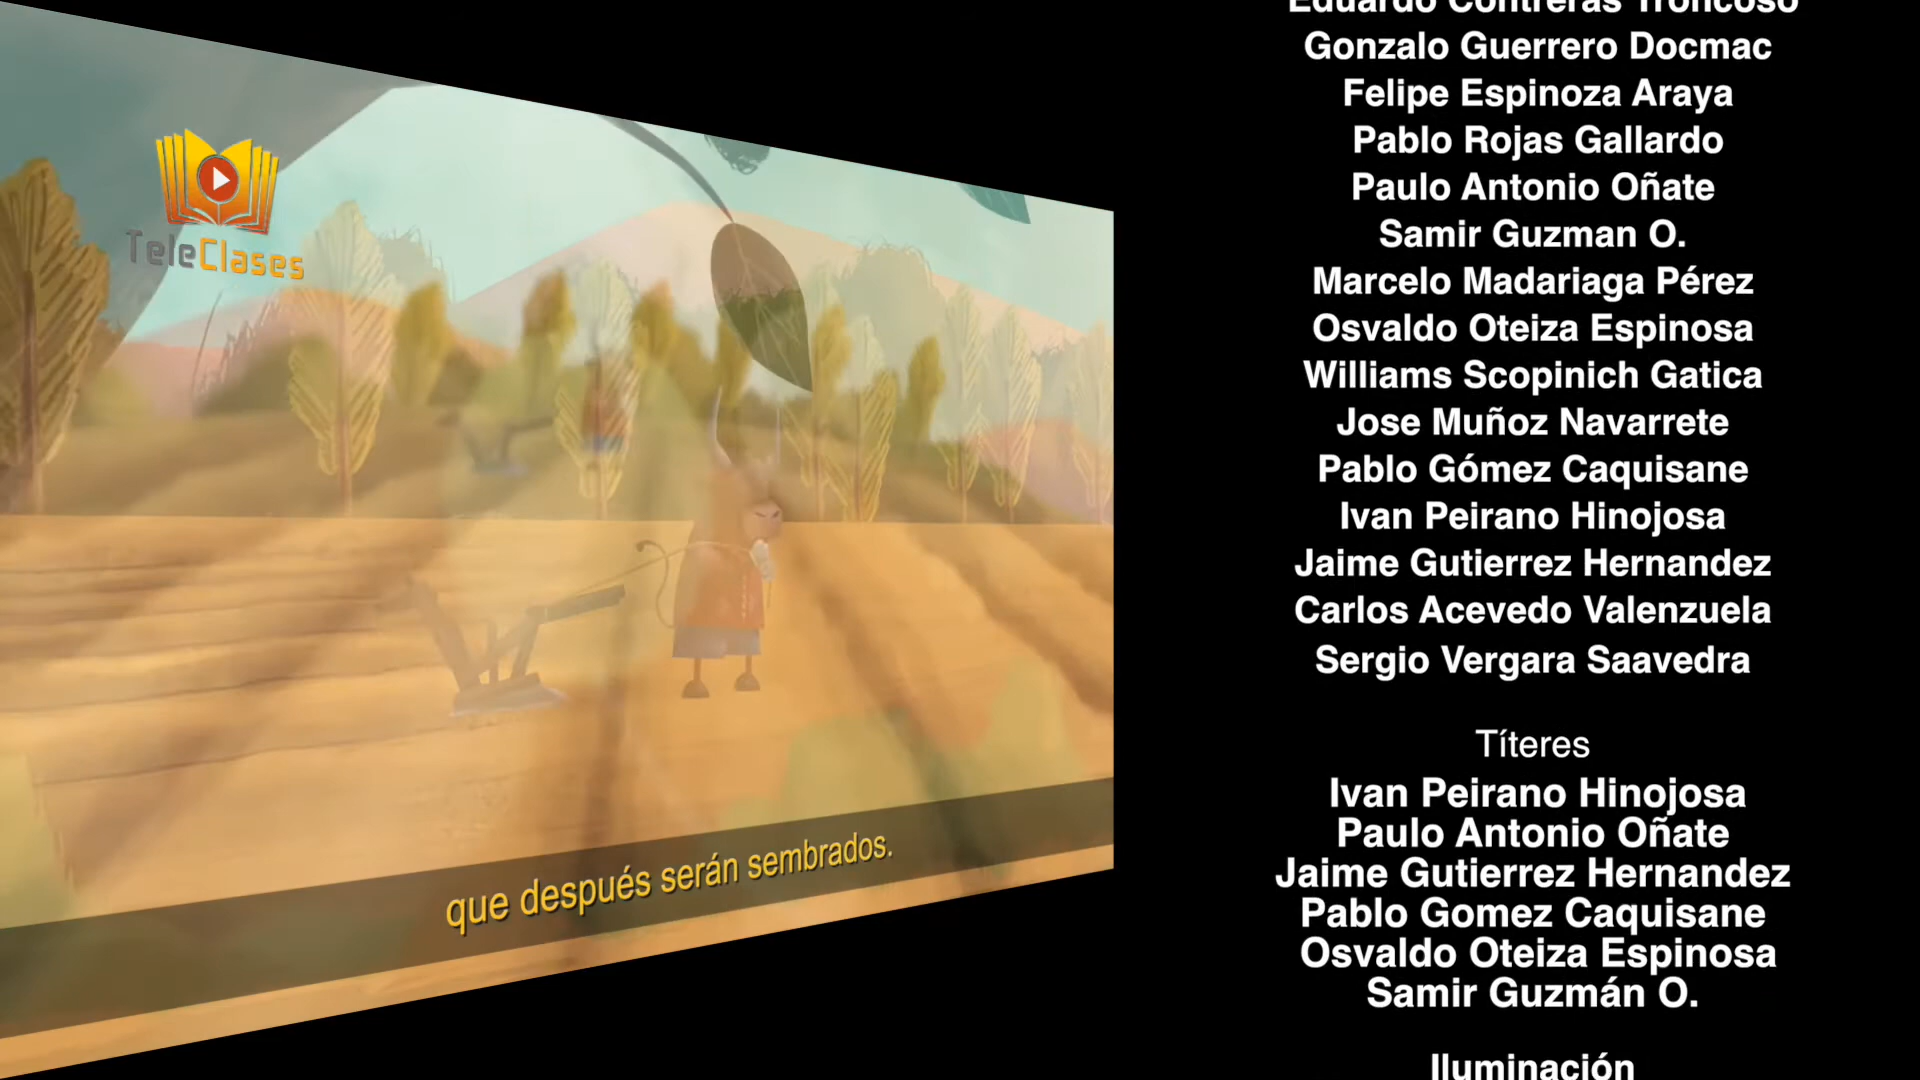 TeleClases
que después serán sembrados.
Eduardo Contreras Troncoso
Gonzalo Guerrero Docmac
Felipe Espinoza Araya
Pablo Rojas Gallardo
Paulo Antonio Oñate
Samir Guzman O.
Marcelo Madariaga Pérez
Osvaldo Oteiza Espinosa
Williams Scopinich Gatica
Jose Muñoz Navarrete
Pablo Gómez Caquisane
Ivan Peirano Hinojosa
Jaime Gutierrez Hernandez
Carlos Acevedo Valenzuela
Sergio Vergara Saavedra
Títeres
Ivan Peirano Hinojosa
Paulo Antonio Oñate
Jaime Gutierrez Hernandez
Pablo Gomez Caquisane
Osvaldo Oteiza Espinosa
Samir Guzmán O.
Iluminación